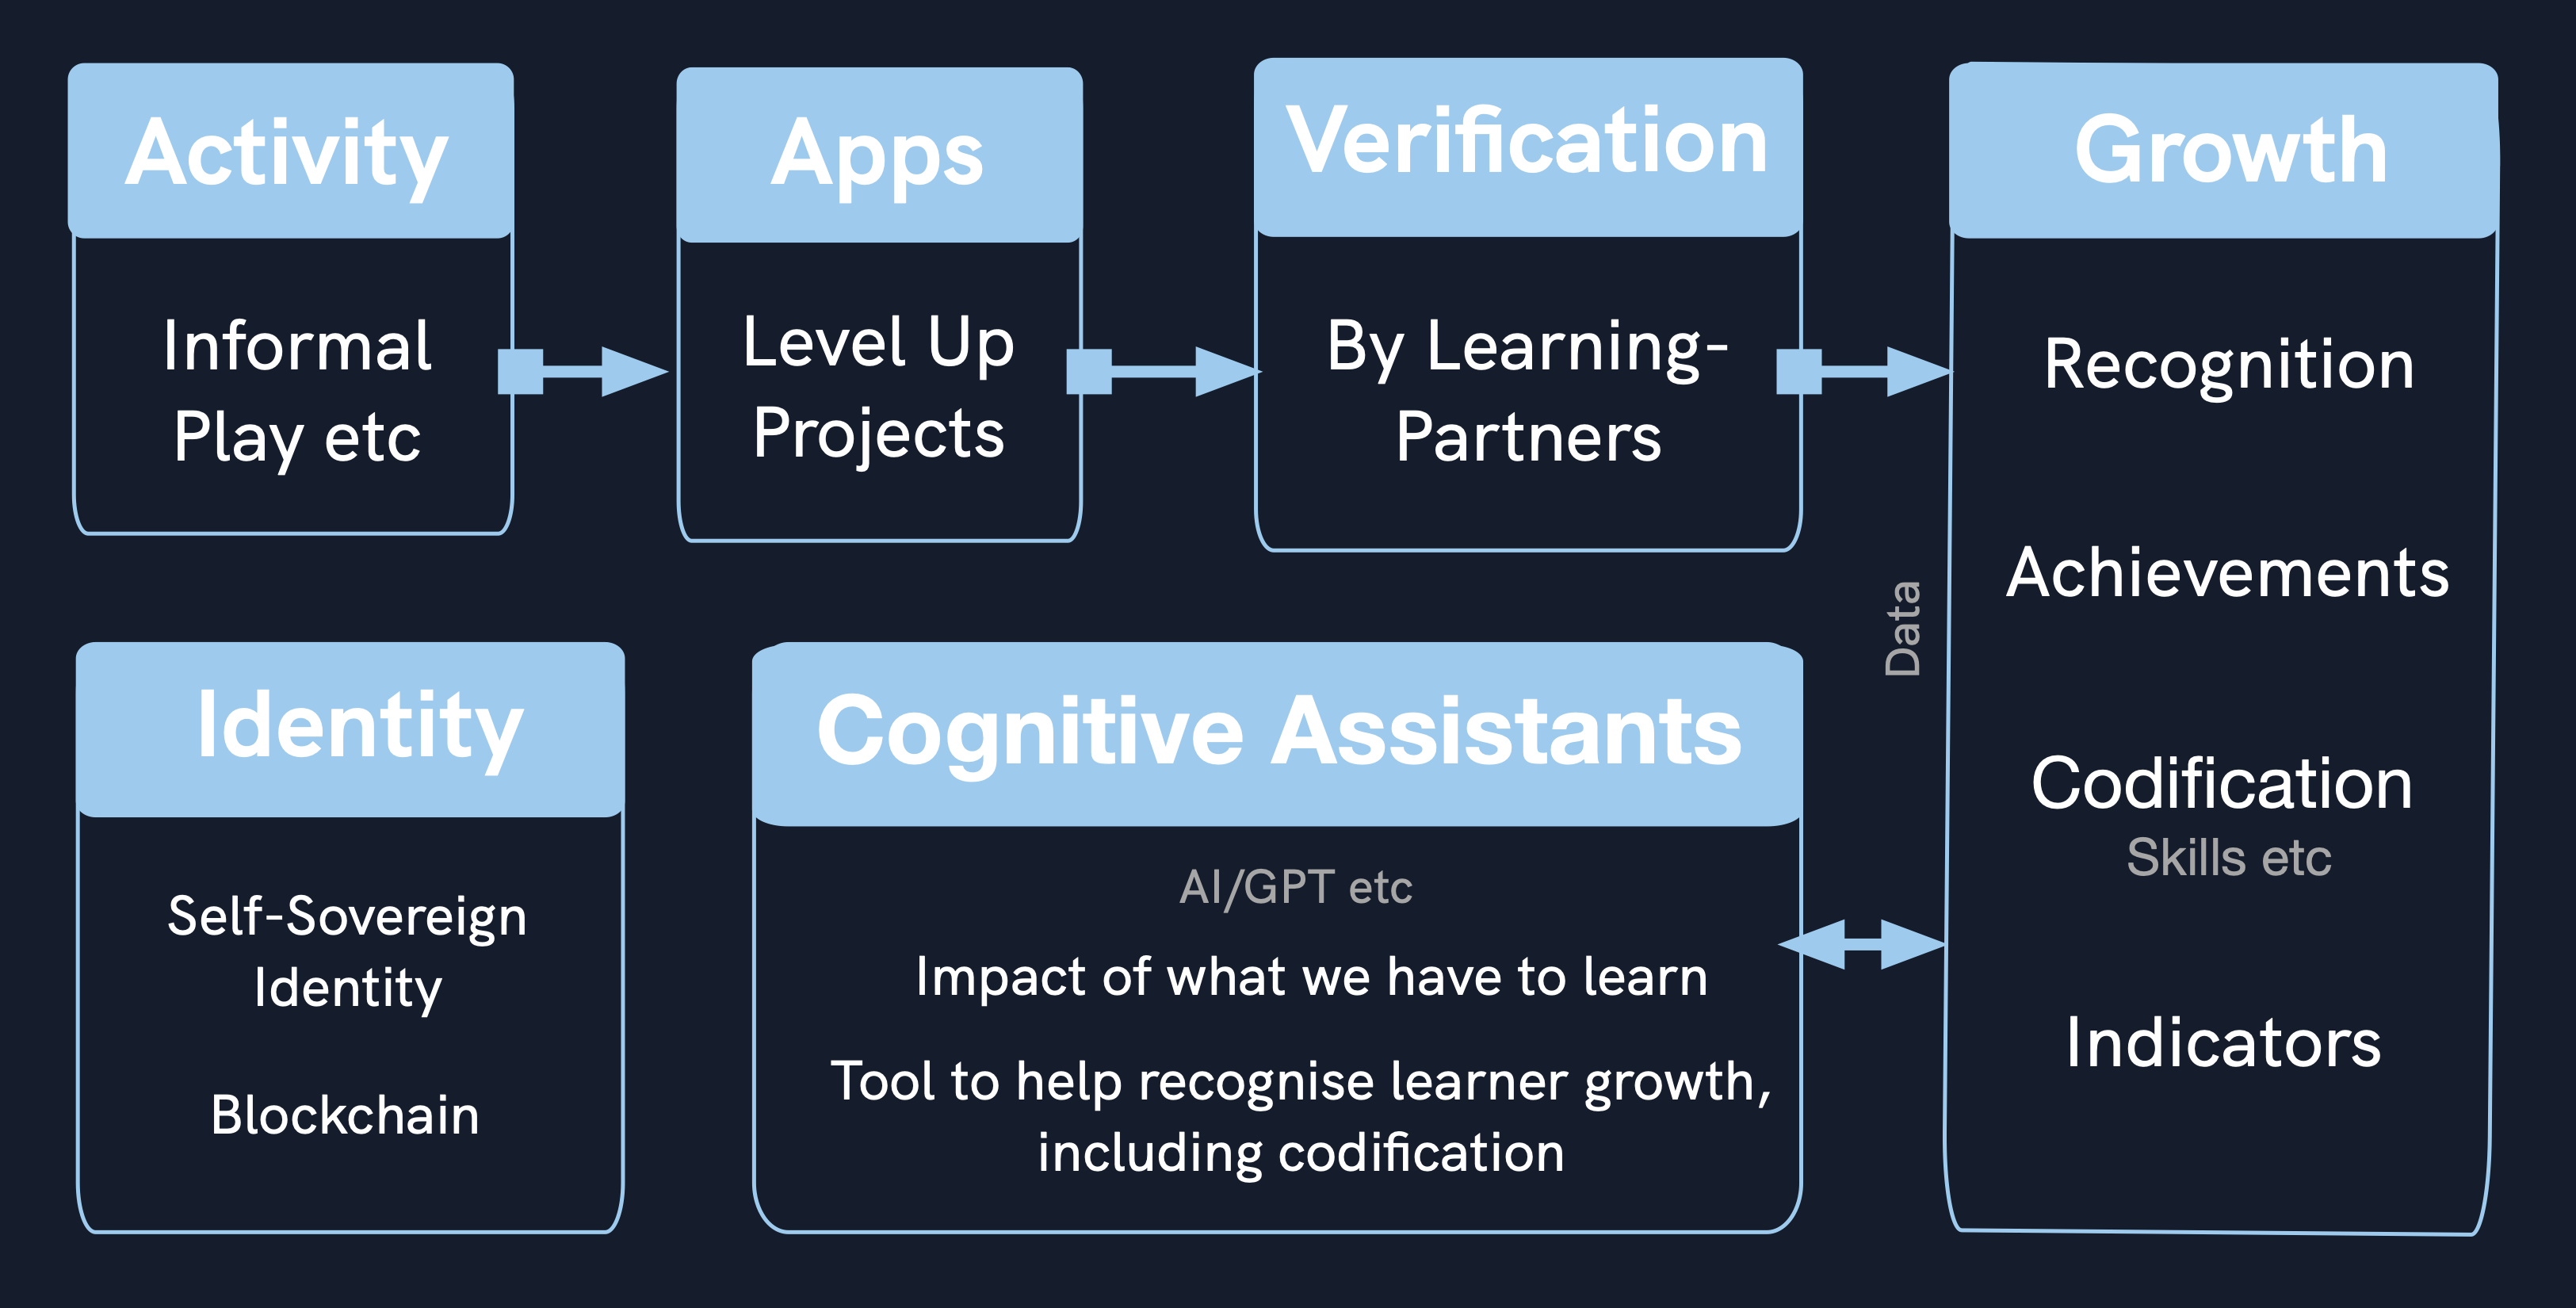 Activity
Informal
Play etc
Apps
Level Up
Projects
Verification
By Learning-
Partners
Growth
Recognition
Achievements
Codification
Skills etc
Indicators
Data
Identity
Self-Sovereign
Identity
Blockchain
Cognitive Assistants
AI/GPT etc
Impact of what we have to learn
Tool to help recognise learner growth,
including codification